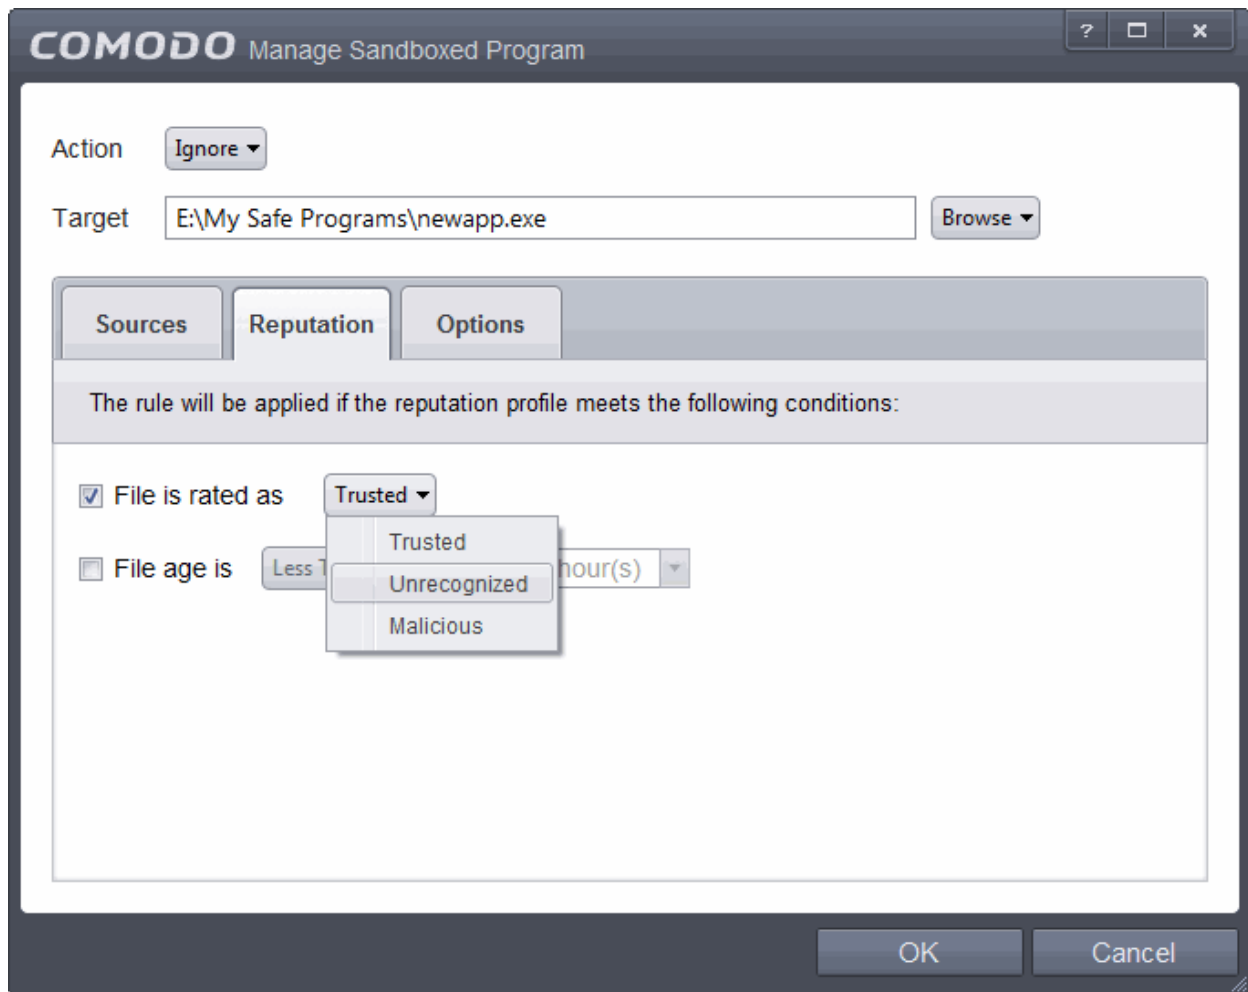 COMODO Manage Sandboxed Program ?
Action Ignore
Target E:\My Safe Programs\newapp.exe Browse
Sources Reputation Options
The rule will be applied if the reputation profile meets the following conditions:
File is rated as Trusted
Trusted
File age is Less hour(s)
Unrecognized
Malicious
OK Cancel